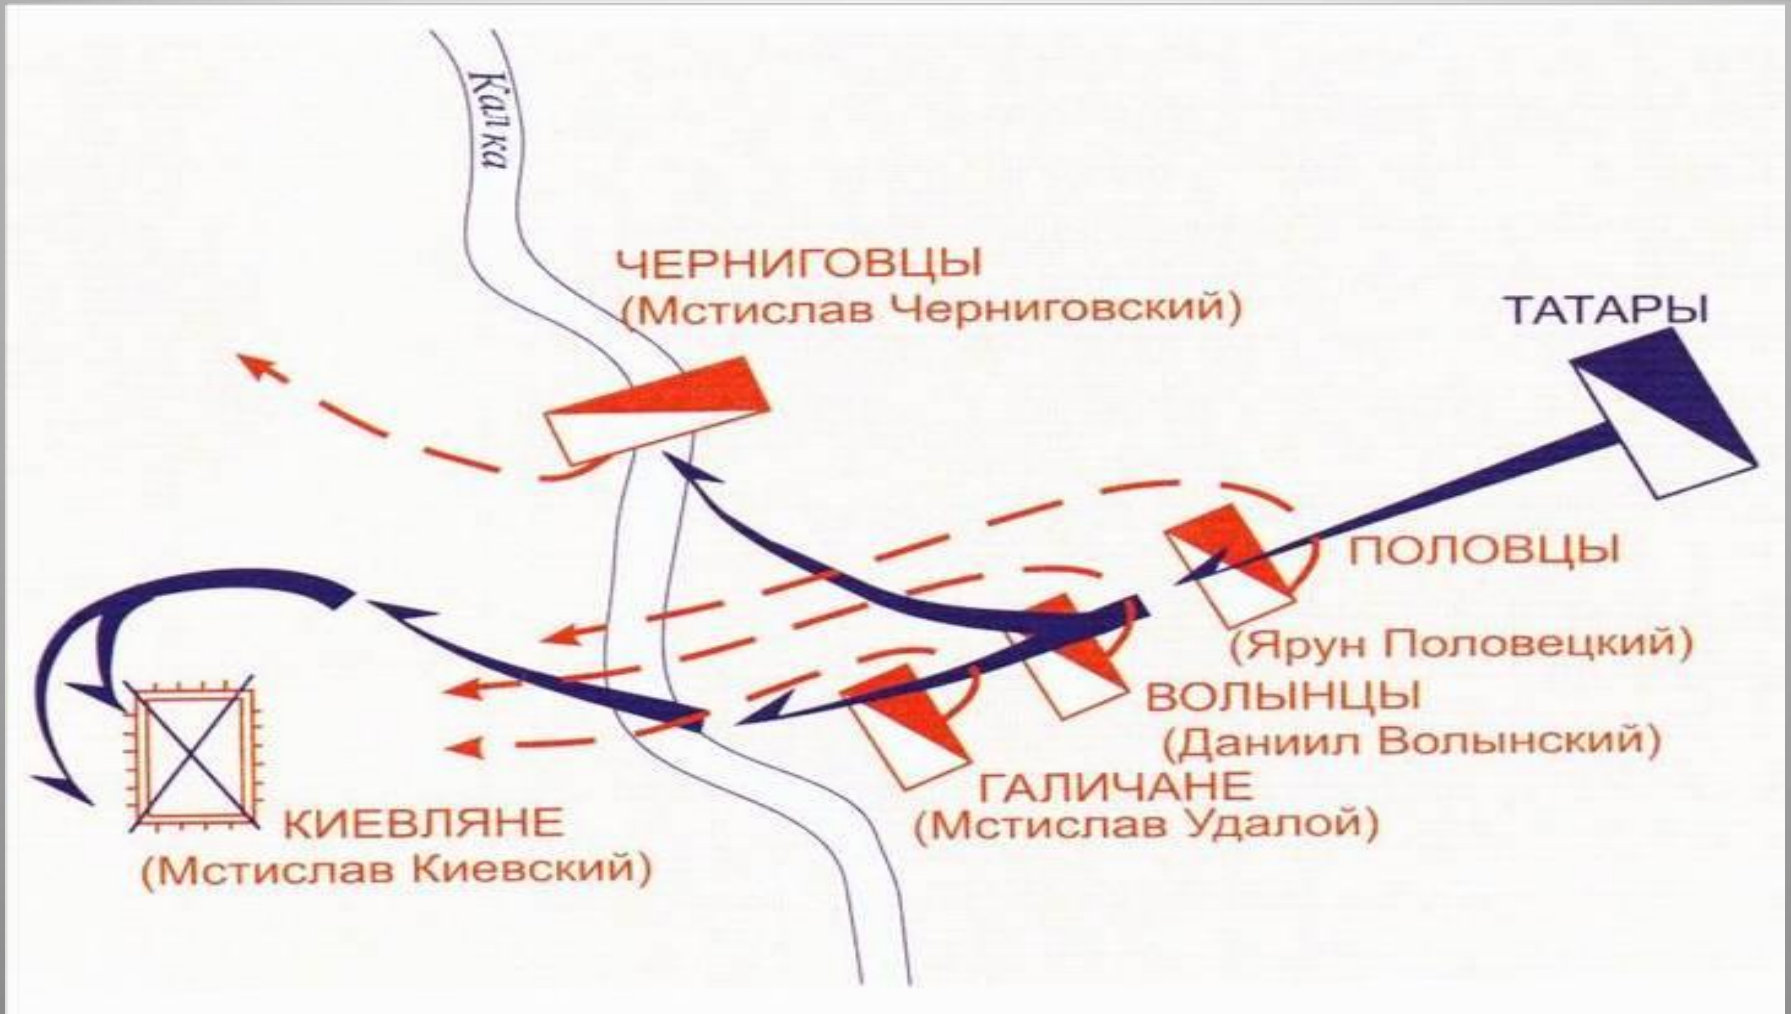 Калка
ЧЕРНИГОВЦЫ
(Мстислав Черниговский)
ТАТАРЫ
ПОЛОВЦЫ
(Ярун Половецкий)
ВОЛЫНЦЫ
(Даниил Волынский)
ГАЛИЧАНЕ
(Мстислав Удалой)
КИЕВЛЯНЕ
(Мстислав Киевский)